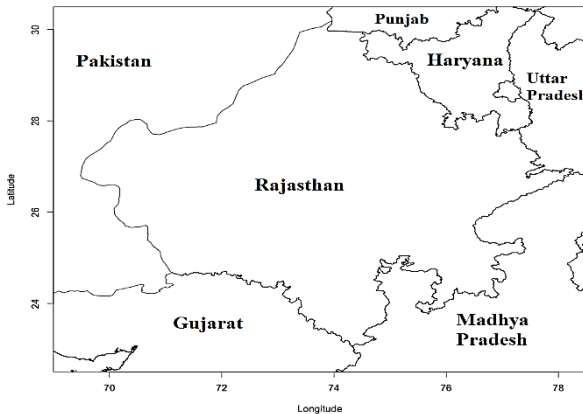 Punjab
Pakistan
Haryana
Uttar
Pradesh
Rajasthan
Gujarat
Madhya
Pradesh
Latitude
30
28
26
24
70
72
74
76
78
Longitude